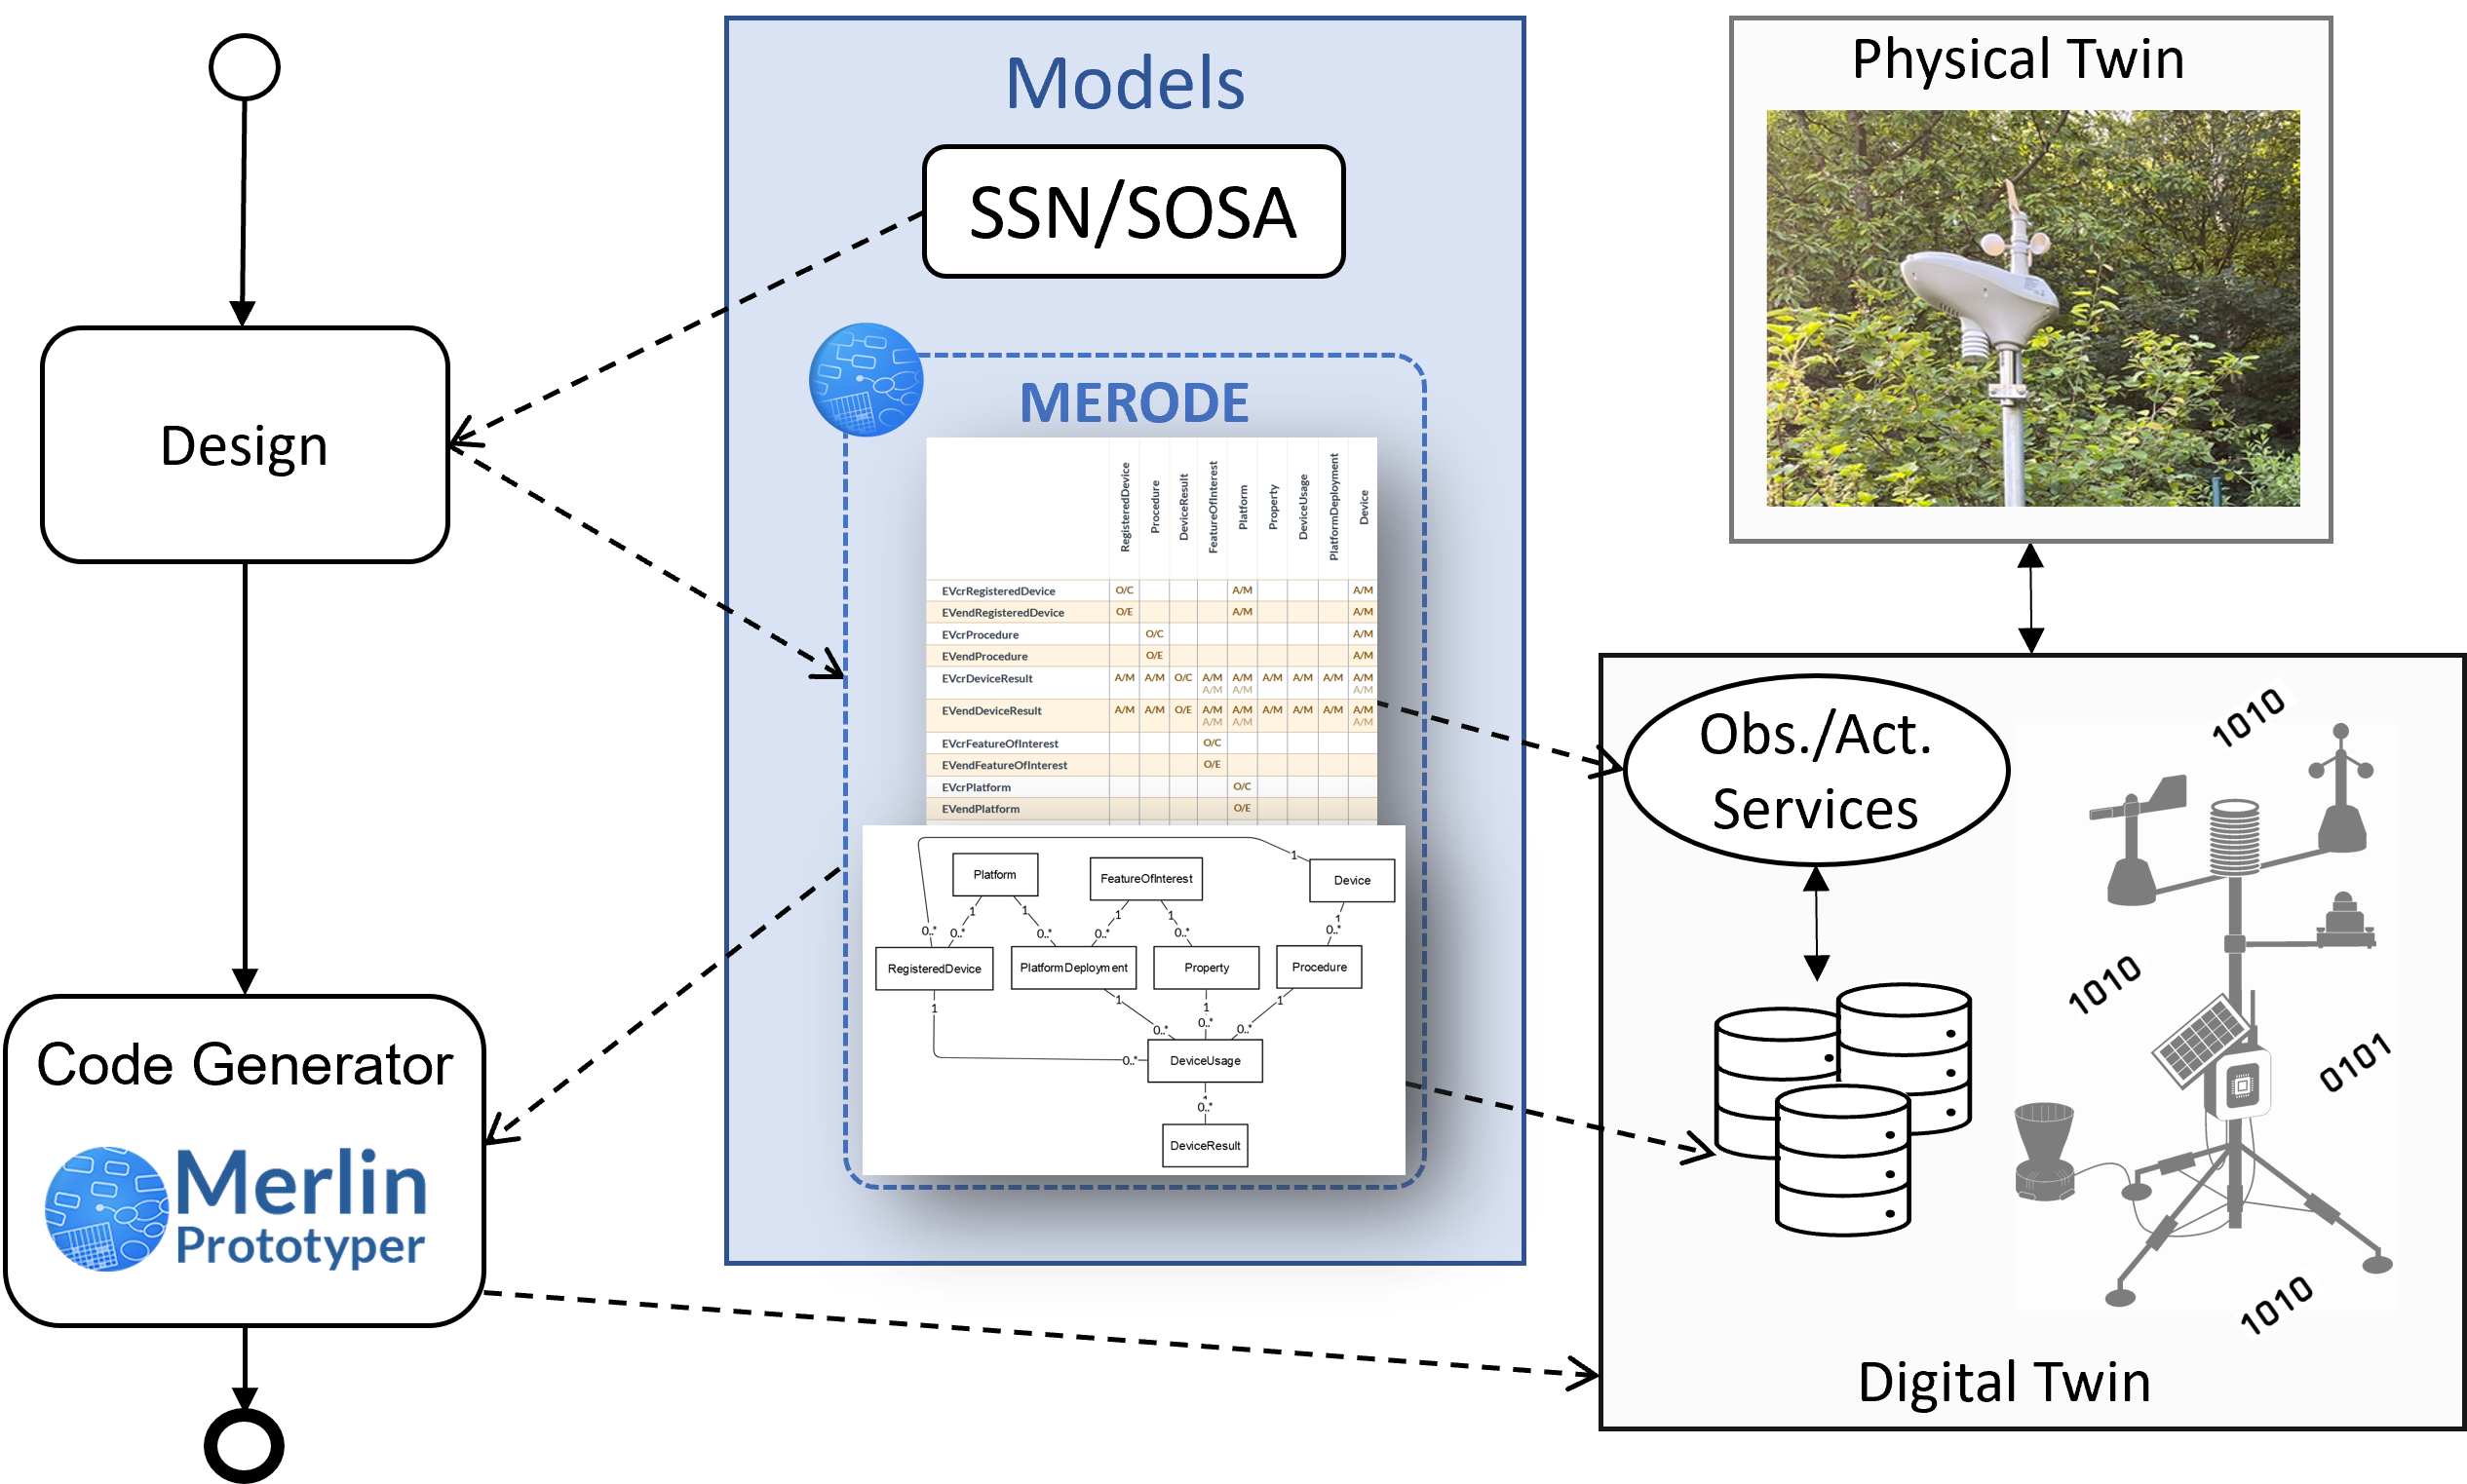 Models
SSN/SOSA
Physical Twin
Design
MERODE
RegisteredDevice
Procedure
DeviceResult
FeatureOfInterest
Platform
Property
DeviceUsage
PlatformDeployment
Device
EVcrRegisteredDevice O/C A/M A/M
EVendRegisteredDevice O/E A/M A/M
EVcrProcedure O/C A/M
EVendProcedure O/E A/M
EVcrDeviceResult A/M A/M O/C A/M A/M A/M A/M A/M A/M
A/M A/M A/M
EVendDeviceResult A/M A/M O/E A/M A/M A/M A/M A/M A/M
A/M A/M A/M
EVcrFeatureOfInterest O/C
EVendFeatureOfInterest O/E
EVcrPlatform O/C
EVendPlatform O/E
1
Platform FeatureOfInterest Device
1 1 1 1 1
0..* 0..* 0..* 0..* 0..* 0..*
RegisteredDevice PlatformDeployment Property Procedure
1 1 1 1
0..* 0..* 0..*
0..* DeviceUsage
1
0..*
DeviceResult
Code Generator
Merlin
Prototyper
Obs./Act.
Services
1010
1010
0101
1010
Digital Twin